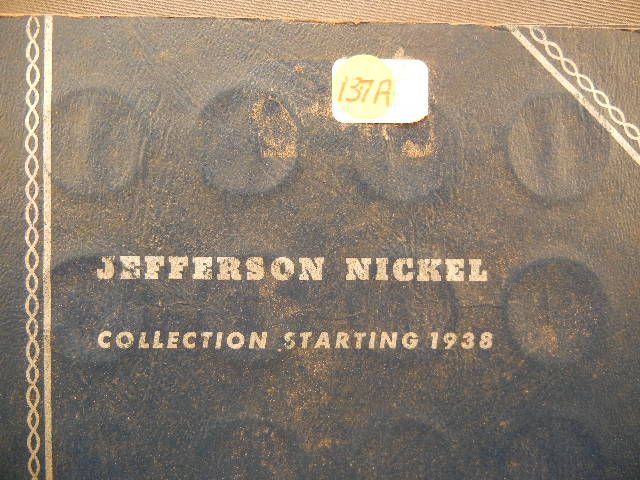 137A
JEFFERSON NICKEL
COLLECTION STARTING 1938